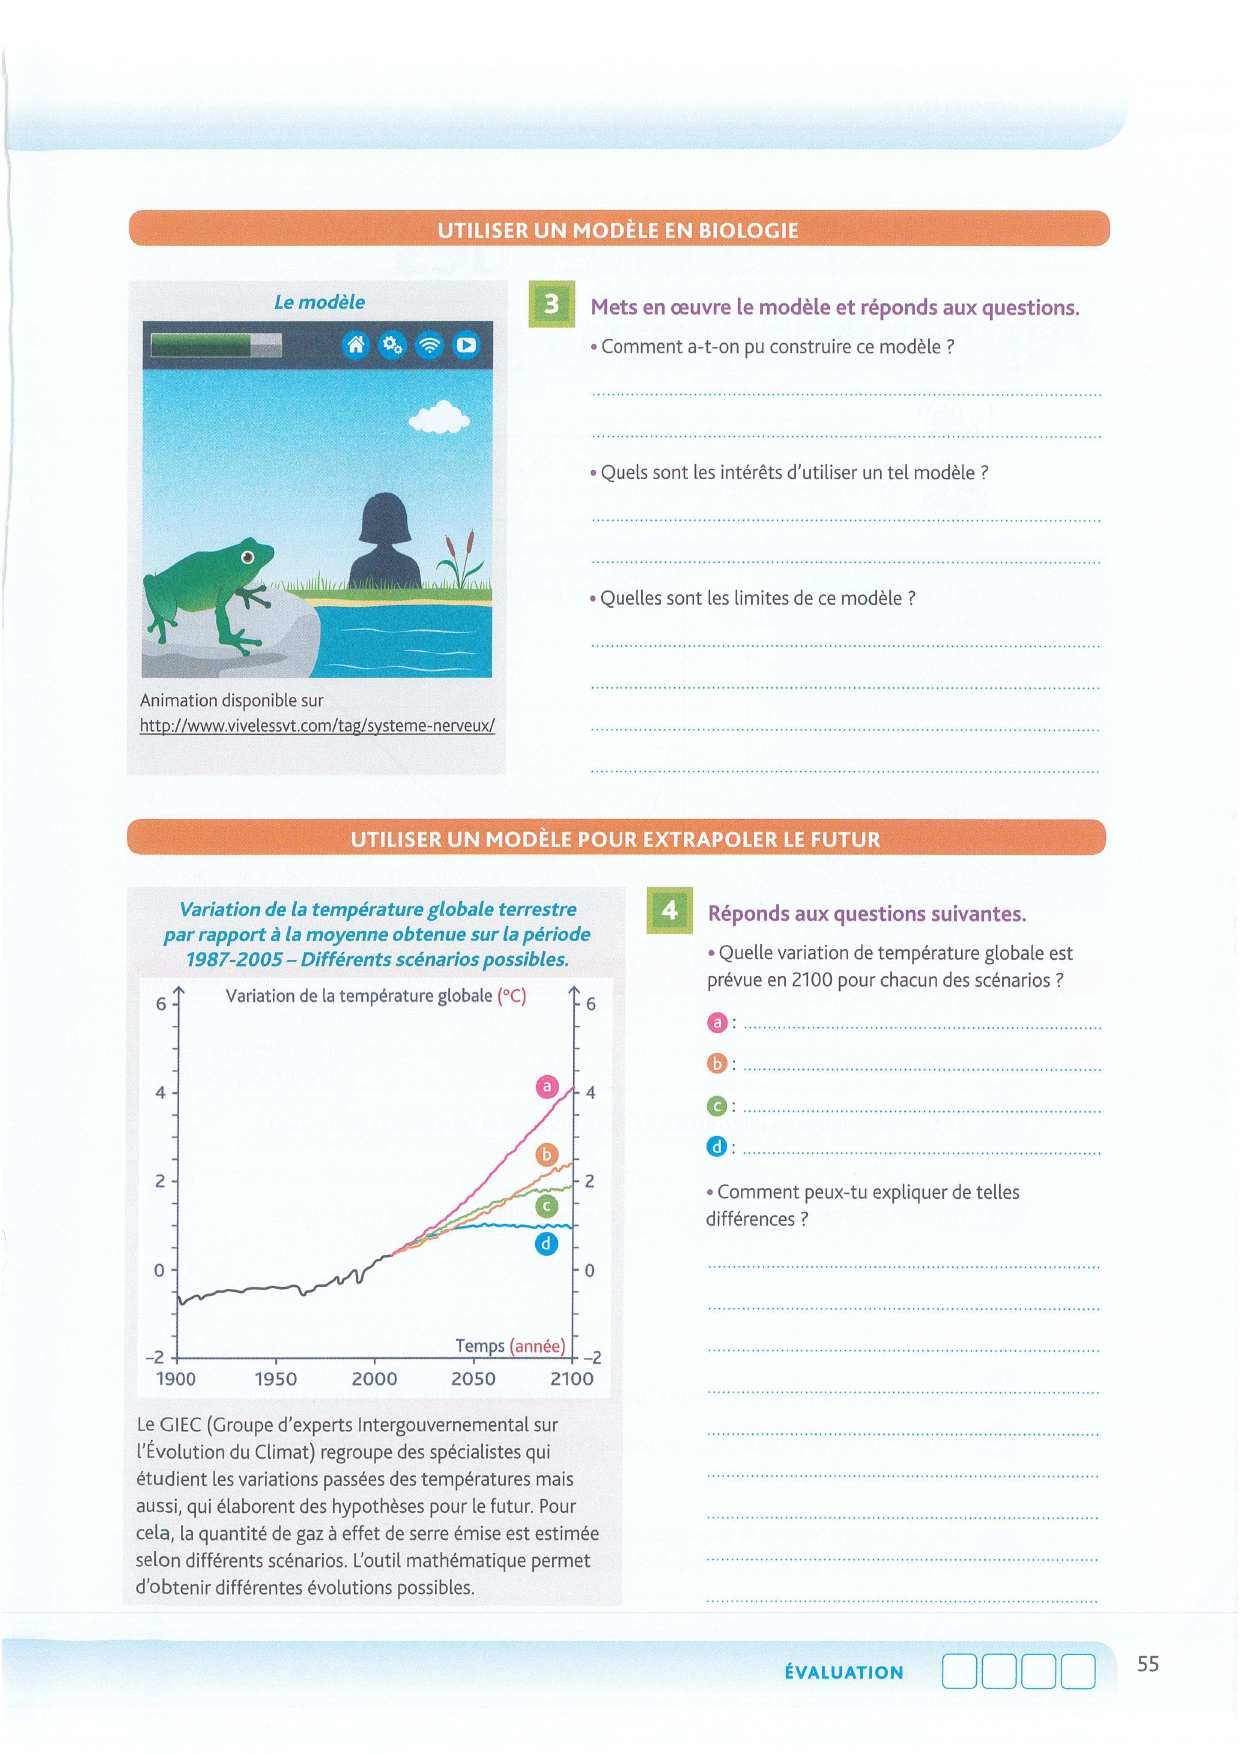 UTILISER UN MODÈLE EN BIOLOGIE
Le modèle
Animation disponible sur
http://www.vivelessvt.com/tag/systeme-nerveux/
3 Mets en œuvre le modèle et réponds aux questions.
• Comment a-t-on pu construire ce modèle ?
• Quels sont les intérêts d'utiliser un tel modèle ?
• Quelles sont les limites de ce modèle ?
UTILISER UN MODÈLE POUR EXTRAPOLER LE FUTUR
Variation de la température globale terrestre
par rapport à la moyenne obtenue sur la période
1987-2005 – Différents scénarios possibles.
Variation de la température globale (°C)
6
6
4
4
2
2
0
0
–2
–2
a
b
c
d
Temps (année)
1900 1950 2000 2050 2100
Le GIEC (Groupe d'experts Intergouvernemental sur
l'Évolution du Climat) regroupe des spécialistes qui
étudient les variations passées des températures mais
aussi, qui élaborent des hypothèses pour le futur. Pour
cela, la quantité de gaz à effet de serre émise est estimée
selon différents scénarios. L'outil mathématique permet
d'obtenir différentes évolutions possibles.
4 Réponds aux questions suivantes.
• Quelle variation de température globale est
prévue en 2100 pour chacun des scénarios ?
a :
b :
c :
d :
• Comment peux-tu expliquer de telles
différences ?
ÉVALUATION
55